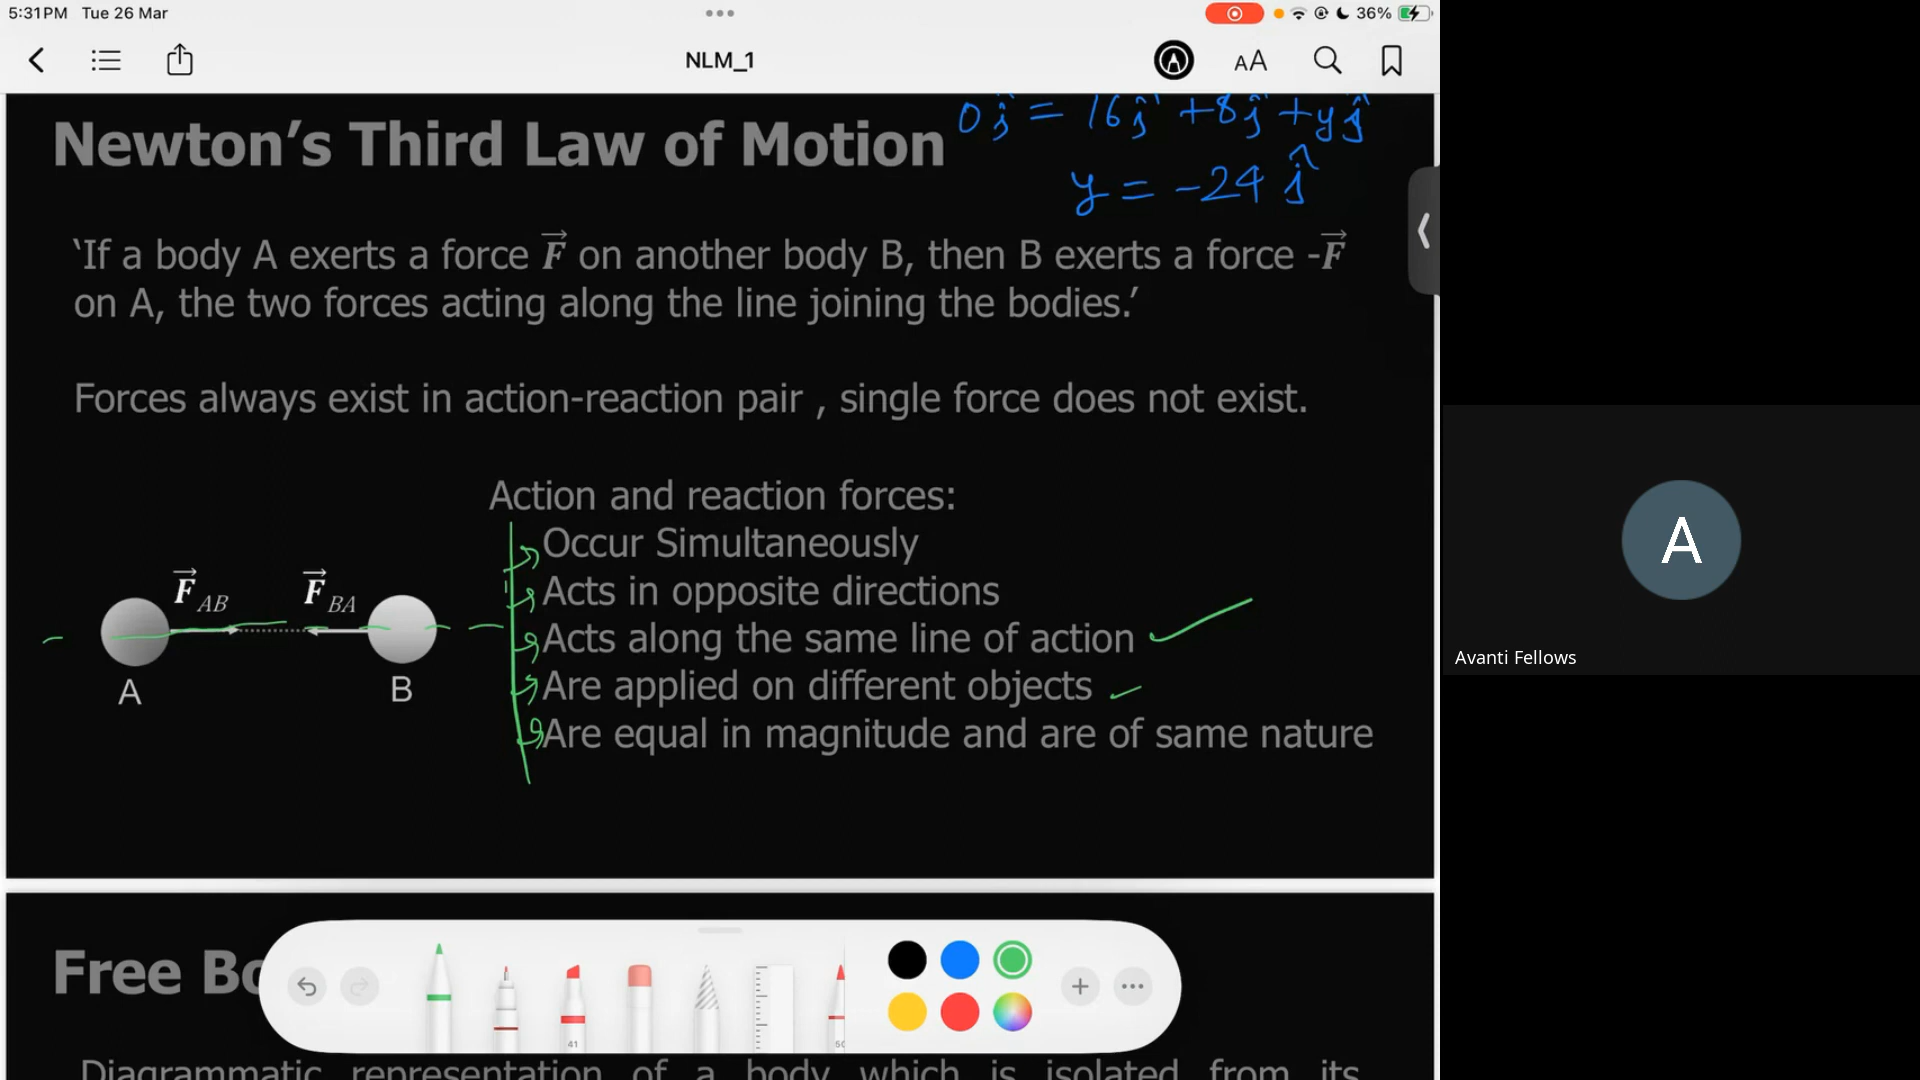 5:31 PM Tue 26 Mar
36%
NLM_1
AA
0ĵ = 16ĵ + 8ĵ + yĵ
Newton’s Third Law of Motion
y = -24 ĵ
‘If a body A exerts a force F⃗ on another body B, then B exerts a force -F⃗
on A, the two forces acting along the line joining the bodies.’
Forces always exist in action-reaction pair , single force does not exist.
Action and reaction forces:
Occur Simultaneously
Acts in opposite directions
Acts along the same line of action
Are applied on different objects
Are equal in magnitude and are of same nature
F⃗ AB F⃗ BA
A B
Free Bo
41
Diagrammatic representation of a body which is isolated from its
A
Avanti Fellows